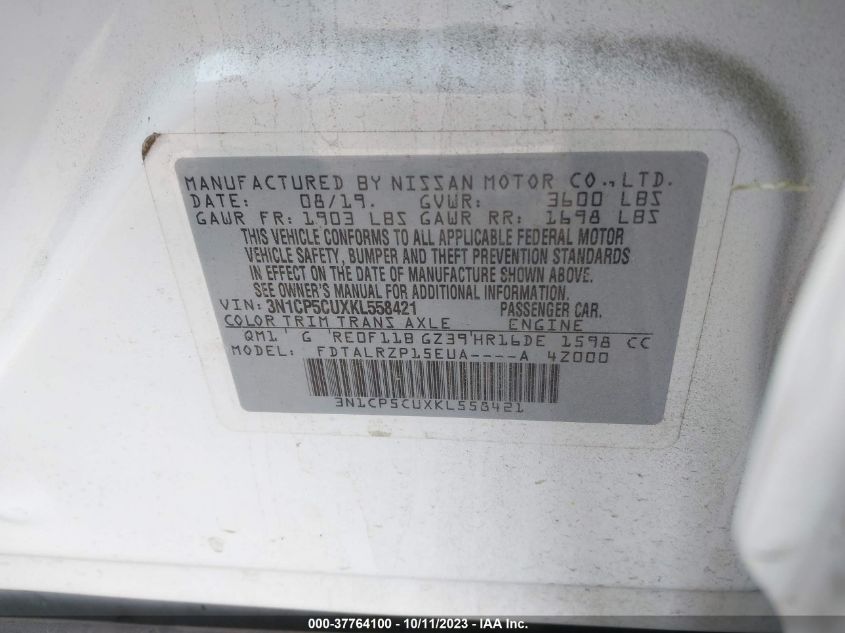 MANUFACTURED BY NISSAN MOTOR CO.,LTD.
DATE: 08/19. GVWR: 3600 LBS
GAWR FR: 1903 LBS GAWR RR: 1698 LBS
THIS VEHICLE CONFORMS TO ALL APPLICABLE FEDERAL MOTOR
VEHICLE SAFETY, BUMPER AND THEFT PREVENTION STANDARDS
IN EFFECT ON THE DATE OF MANUFACTURE SHOWN ABOVE.
SEE OWNER'S MANUAL FOR ADDITIONAL INFORMATION.
VIN: 3N1CP5CUXKL558421 PASSENGER CAR.
COLOR TRIM TRANS AXLE ENGINE
QM1' G 'RE0F11B GZ39'HR16DE 1598 CC
MODEL: FDTALRZP15EUA----A 4Z000
3N1CP5CUXKL558421
000-37764100 - 10/11/2023 - IAA Inc.